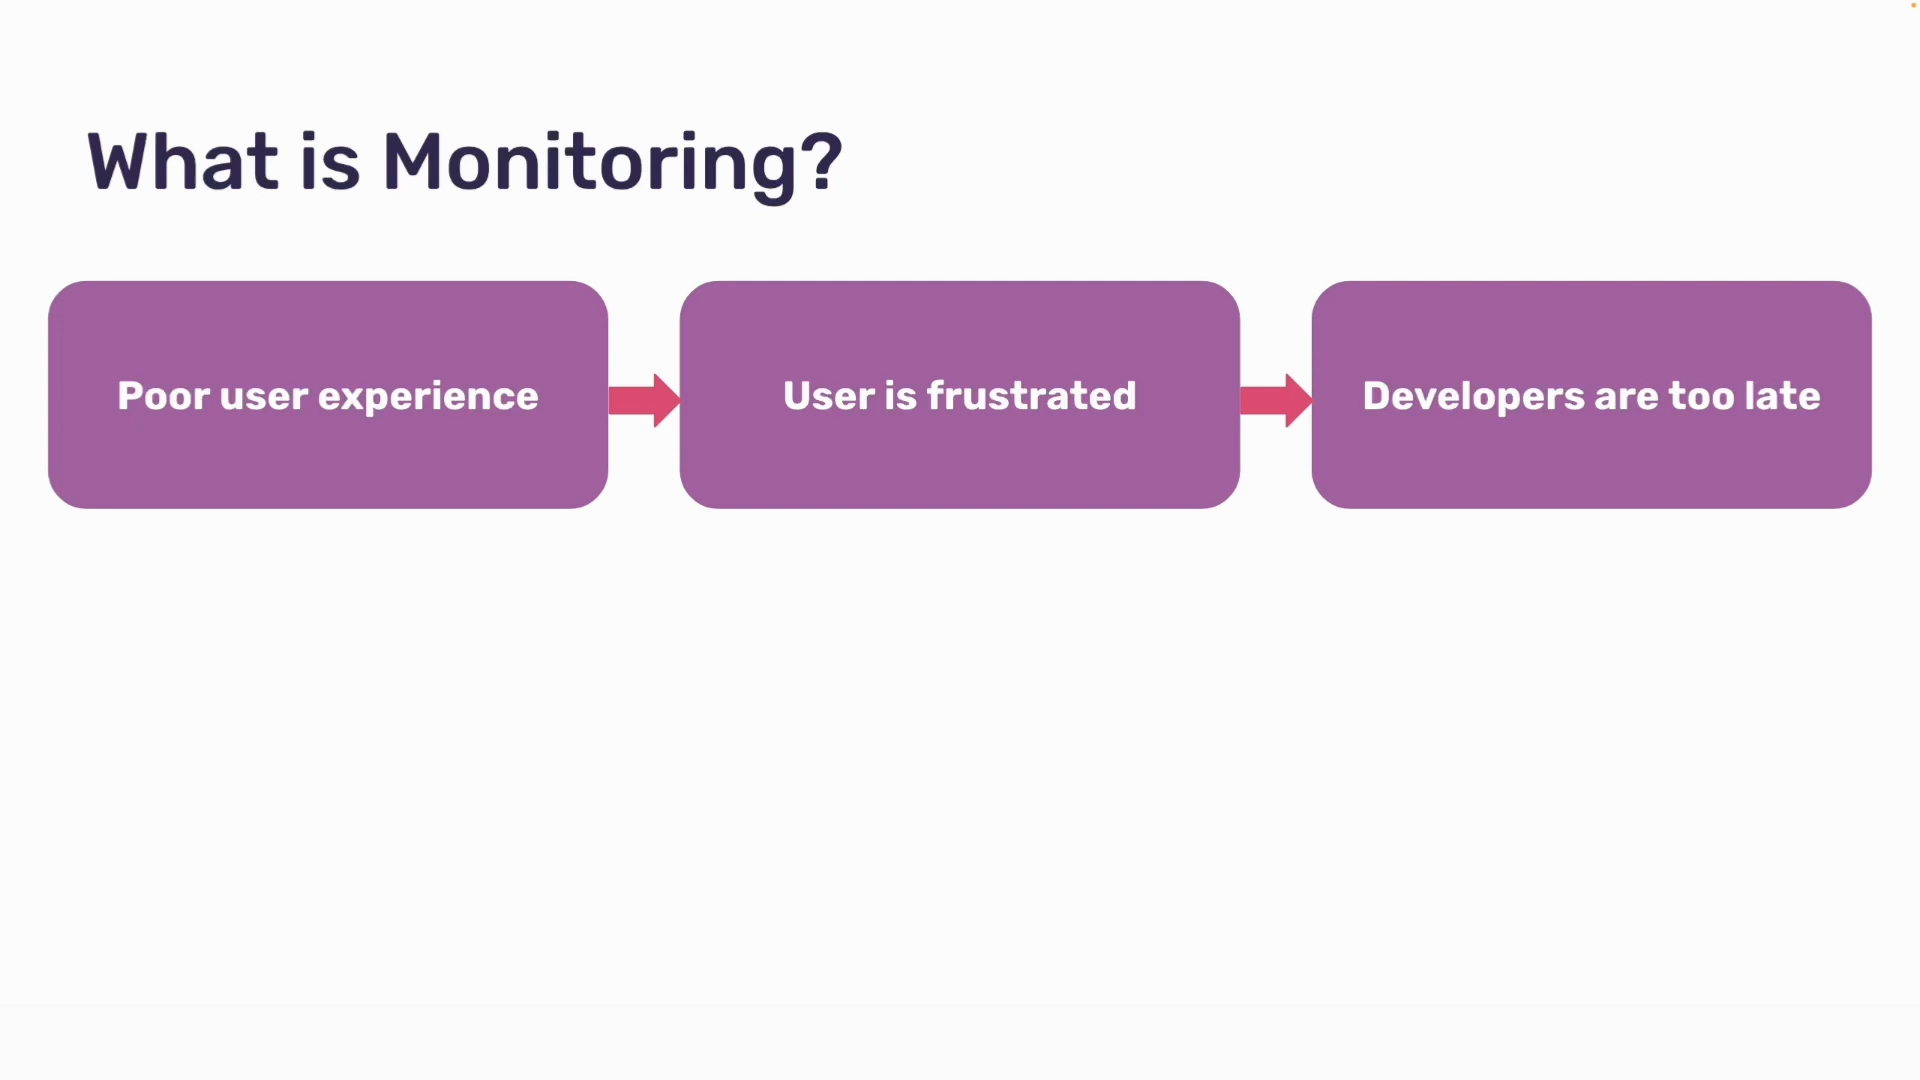 What is Monitoring?
Poor user experience
User is frustrated
Developers are too late